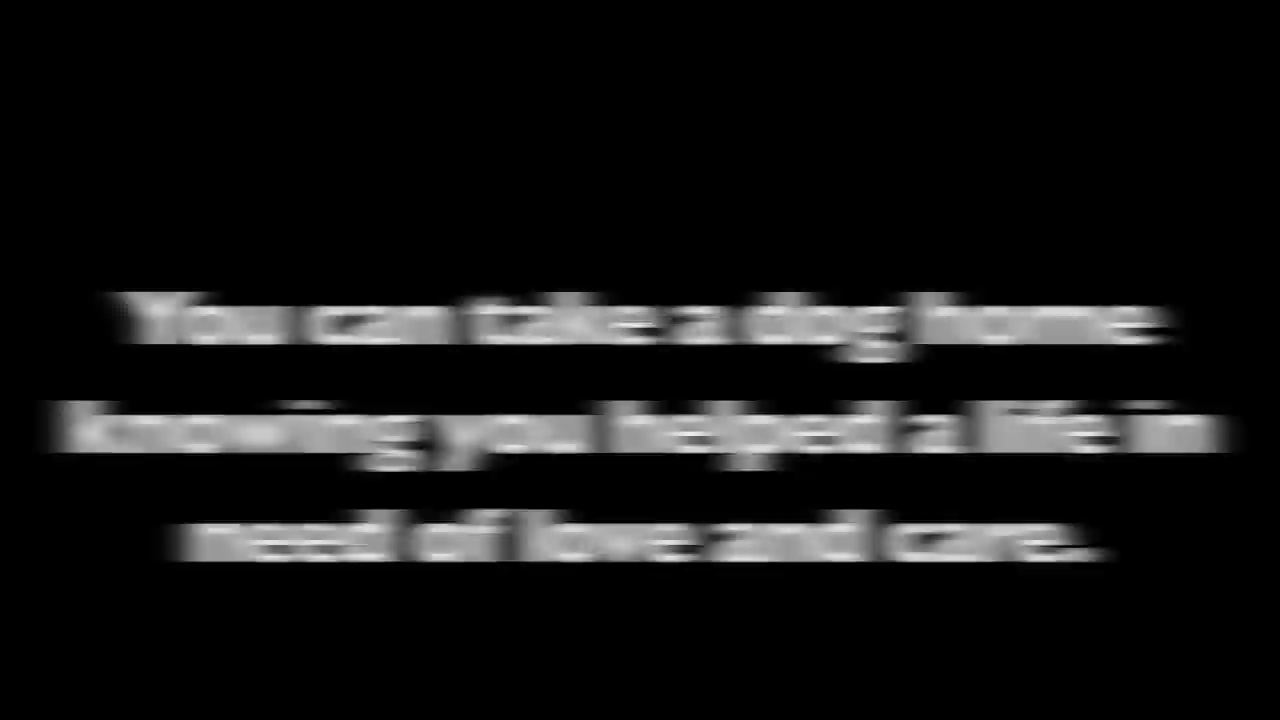 You can take a dog home
knowing you helped a life in
need of love and care.